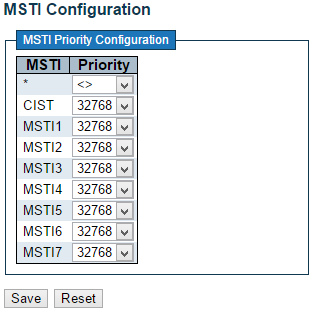 MSTI Configuration
MSTI Priority Configuration
MSTI Priority
* <>
CIST 32768
MSTI1 32768
MSTI2 32768
MSTI3 32768
MSTI4 32768
MSTI5 32768
MSTI6 32768
MSTI7 32768
Save Reset